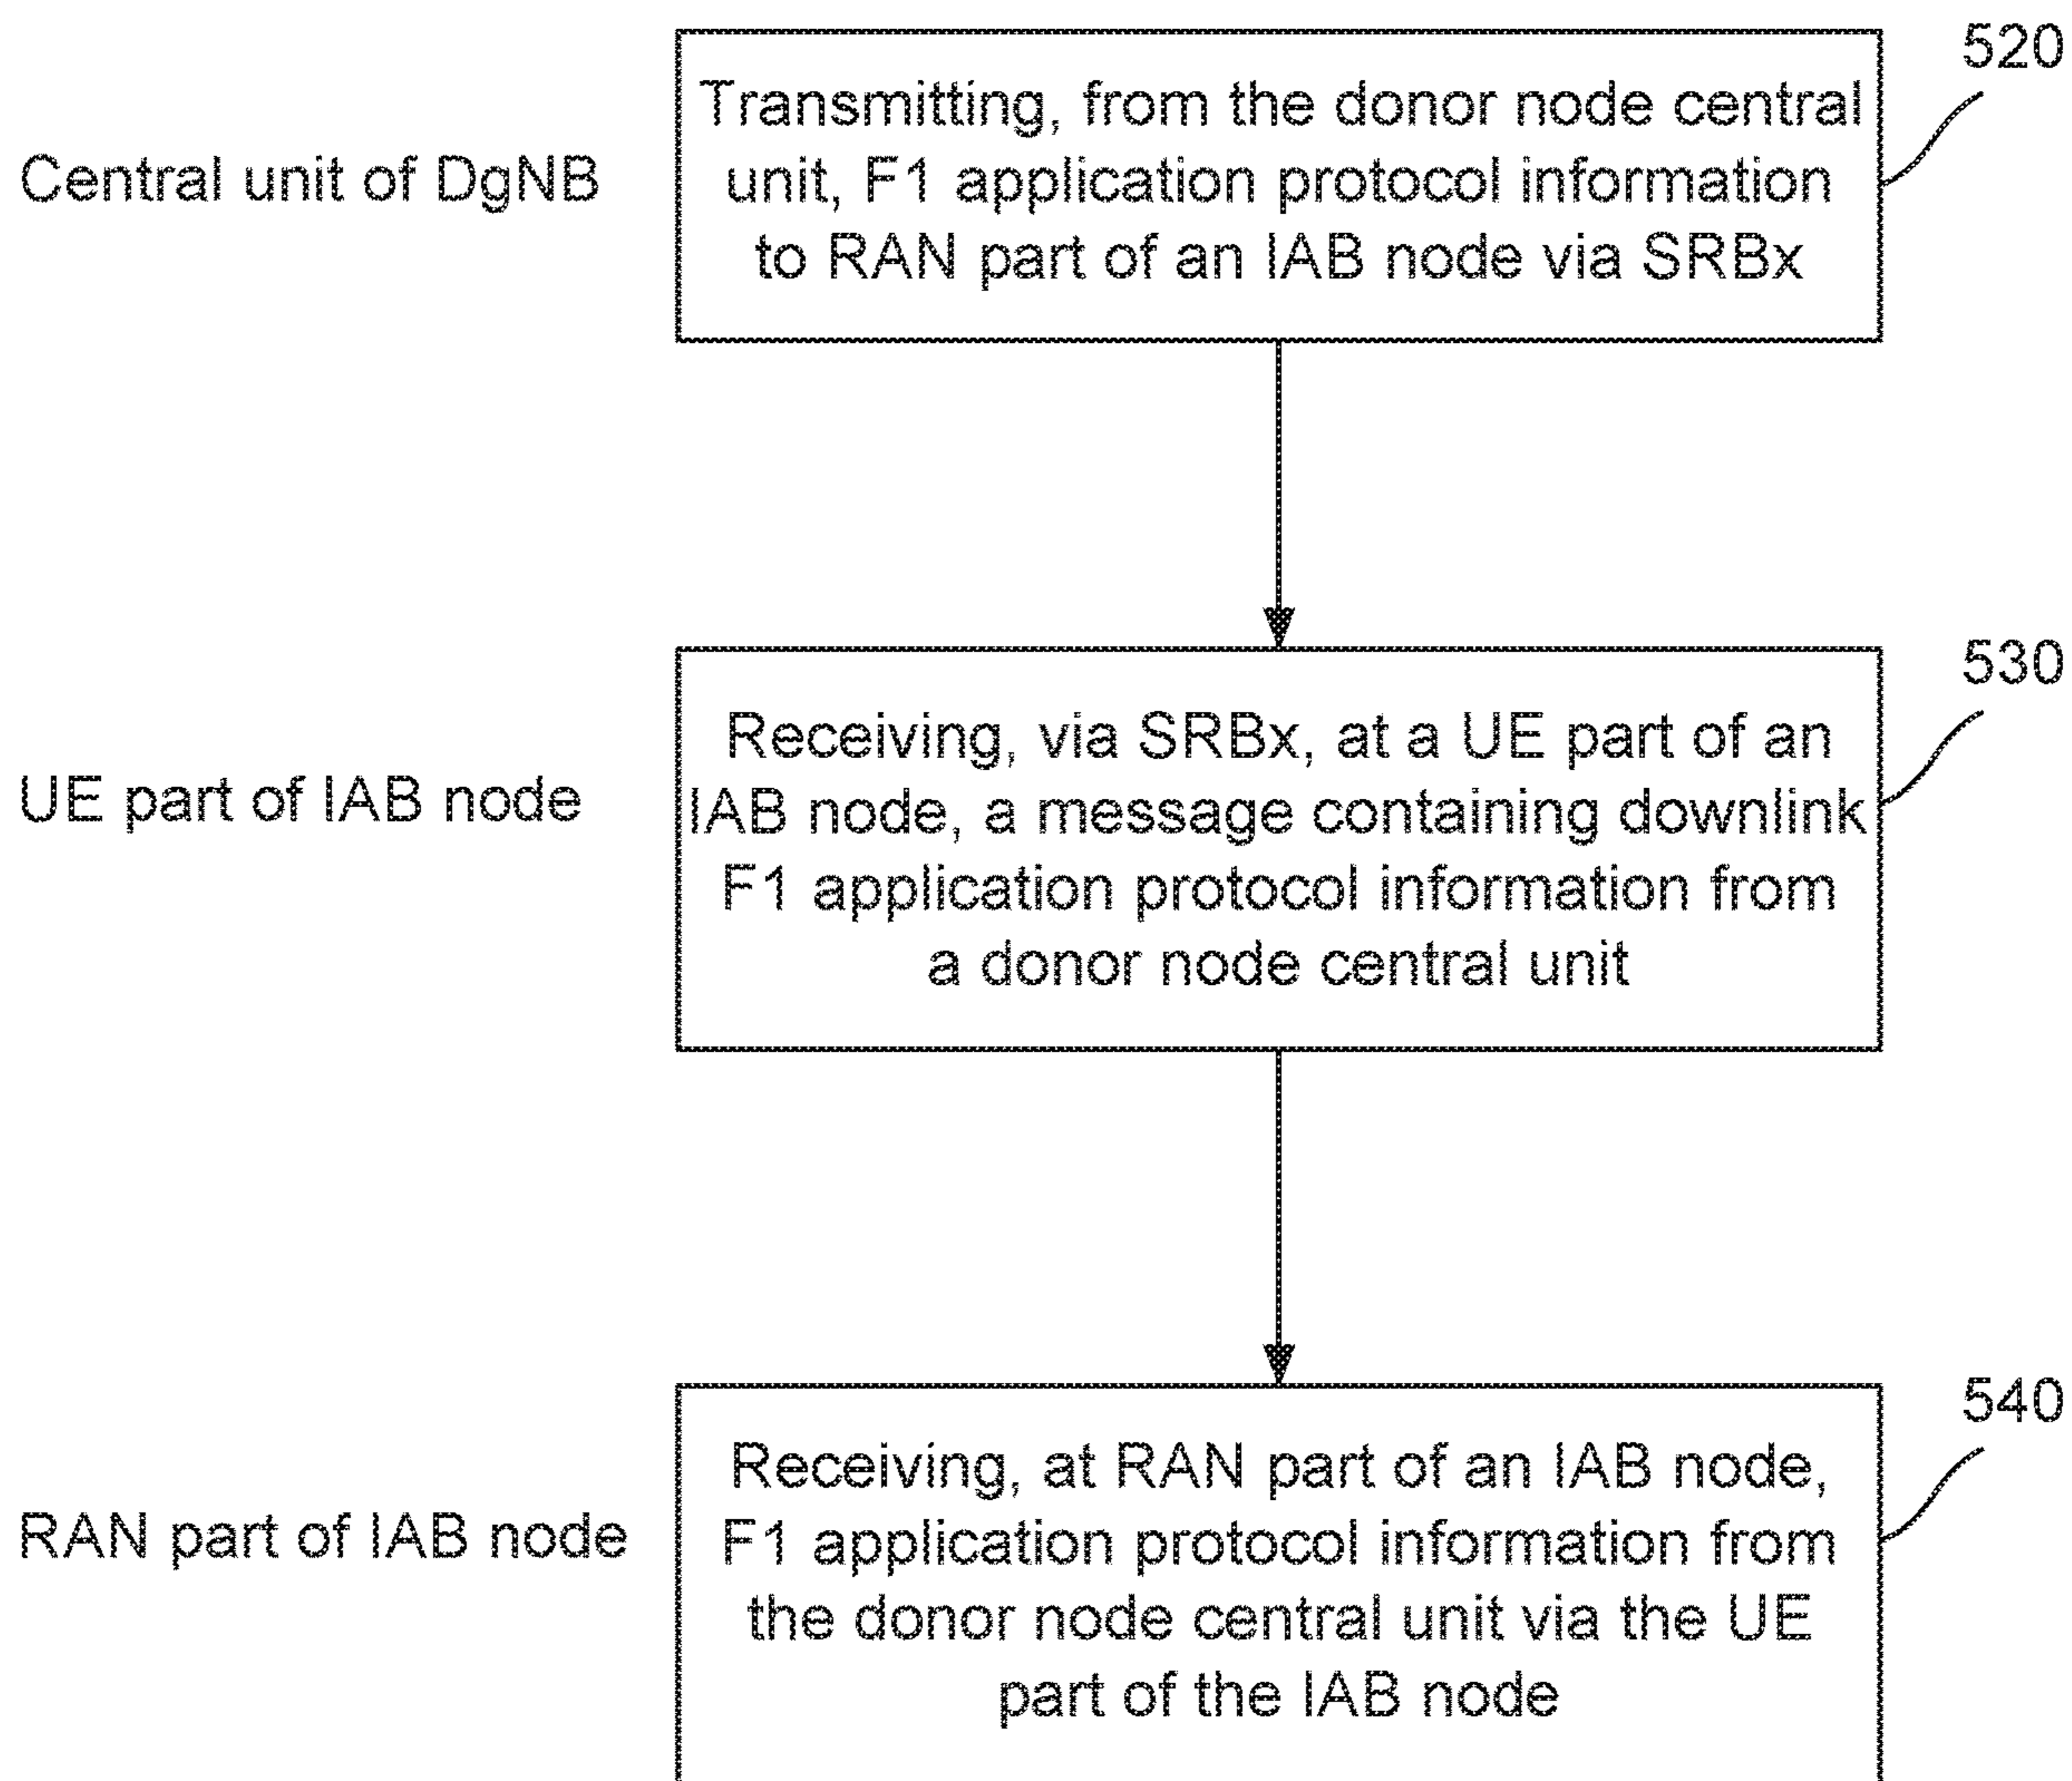 520
Transmitting, from the donor node central
Central unit of DgNB
unit, F1 application protocol information
to RAN part of an IAB node via SRBx
530
Receiving, via SRBx, at a UE part of an
UE part of IAB node
IAB node, a message containing downlink
F1 application protocol information from
a donor node central unit
540
Receiving, at RAN part of an IAB node,
RAN part of IAB node
F1 application protocol information from
the donor node central unit via the UE
part of the IAB node